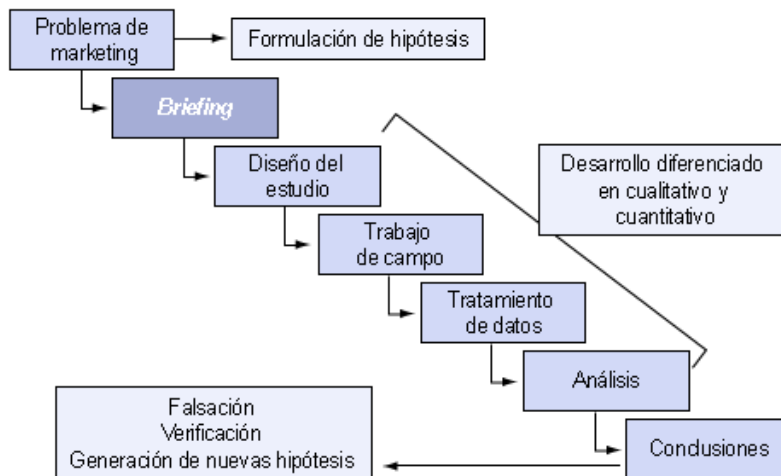 Problema de
marketing
Formulación de hipótesis
Briefing
Diseño del
estudio
Desarrollo diferenciado
en cualitativo y
cuantitativo
Trabajo
de campo
Tratamiento
de datos
Análisis
Falsación
Verificación
Generación de nuevas hipótesis
Conclusiones